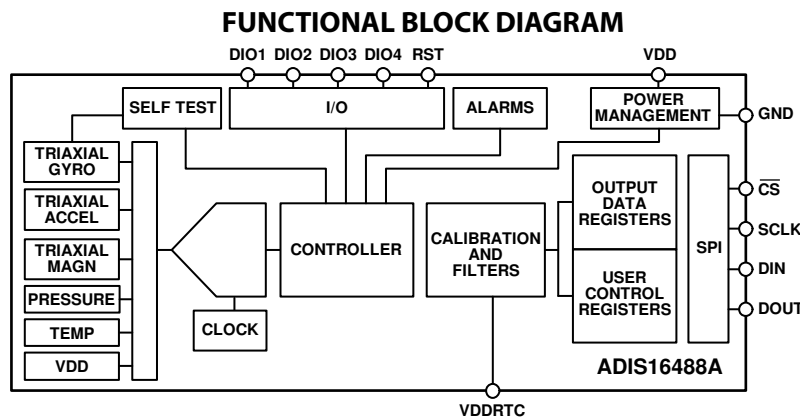 FUNCTIONAL BLOCK DIAGRAM
DIO1 DIO2 DIO3 DIO4 RST
VDD
SELF TEST
I/O
ALARMS
POWER
MANAGEMENT
GND
TRIAXIAL
GYRO
TRIAXIAL
ACCEL
TRIAXIAL
MAGN
PRESSURE
TEMP
VDD
CLOCK
CONTROLLER
CALIBRATION
AND
FILTERS
OUTPUT
DATA
REGISTERS
USER
CONTROL
REGISTERS
SPI
CS
SCLK
DIN
DOUT
ADIS16488A
VDDRTC